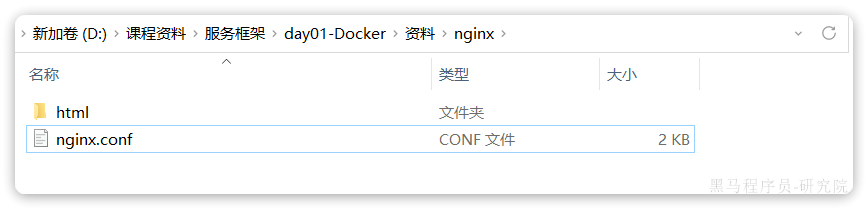 新加卷 (D:) 课程资料 服务框架 day01-Docker 资料 nginx
名称 类型 大小
html 文件夹
nginx.conf CONF 文件 2 KB
黑马程序员-研究院